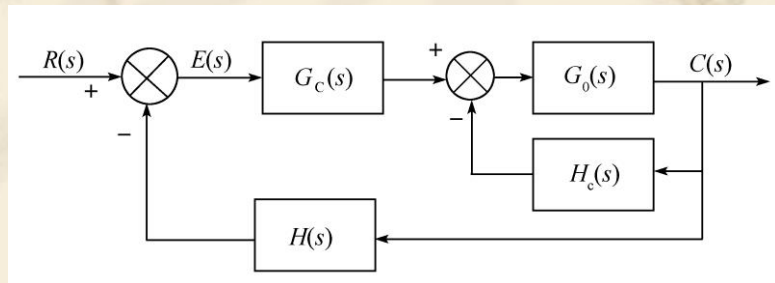 R(s)
E(s)
C(s)
+
−
G_C(s)
+
−
G_0(s)
H_c(s)
H(s)